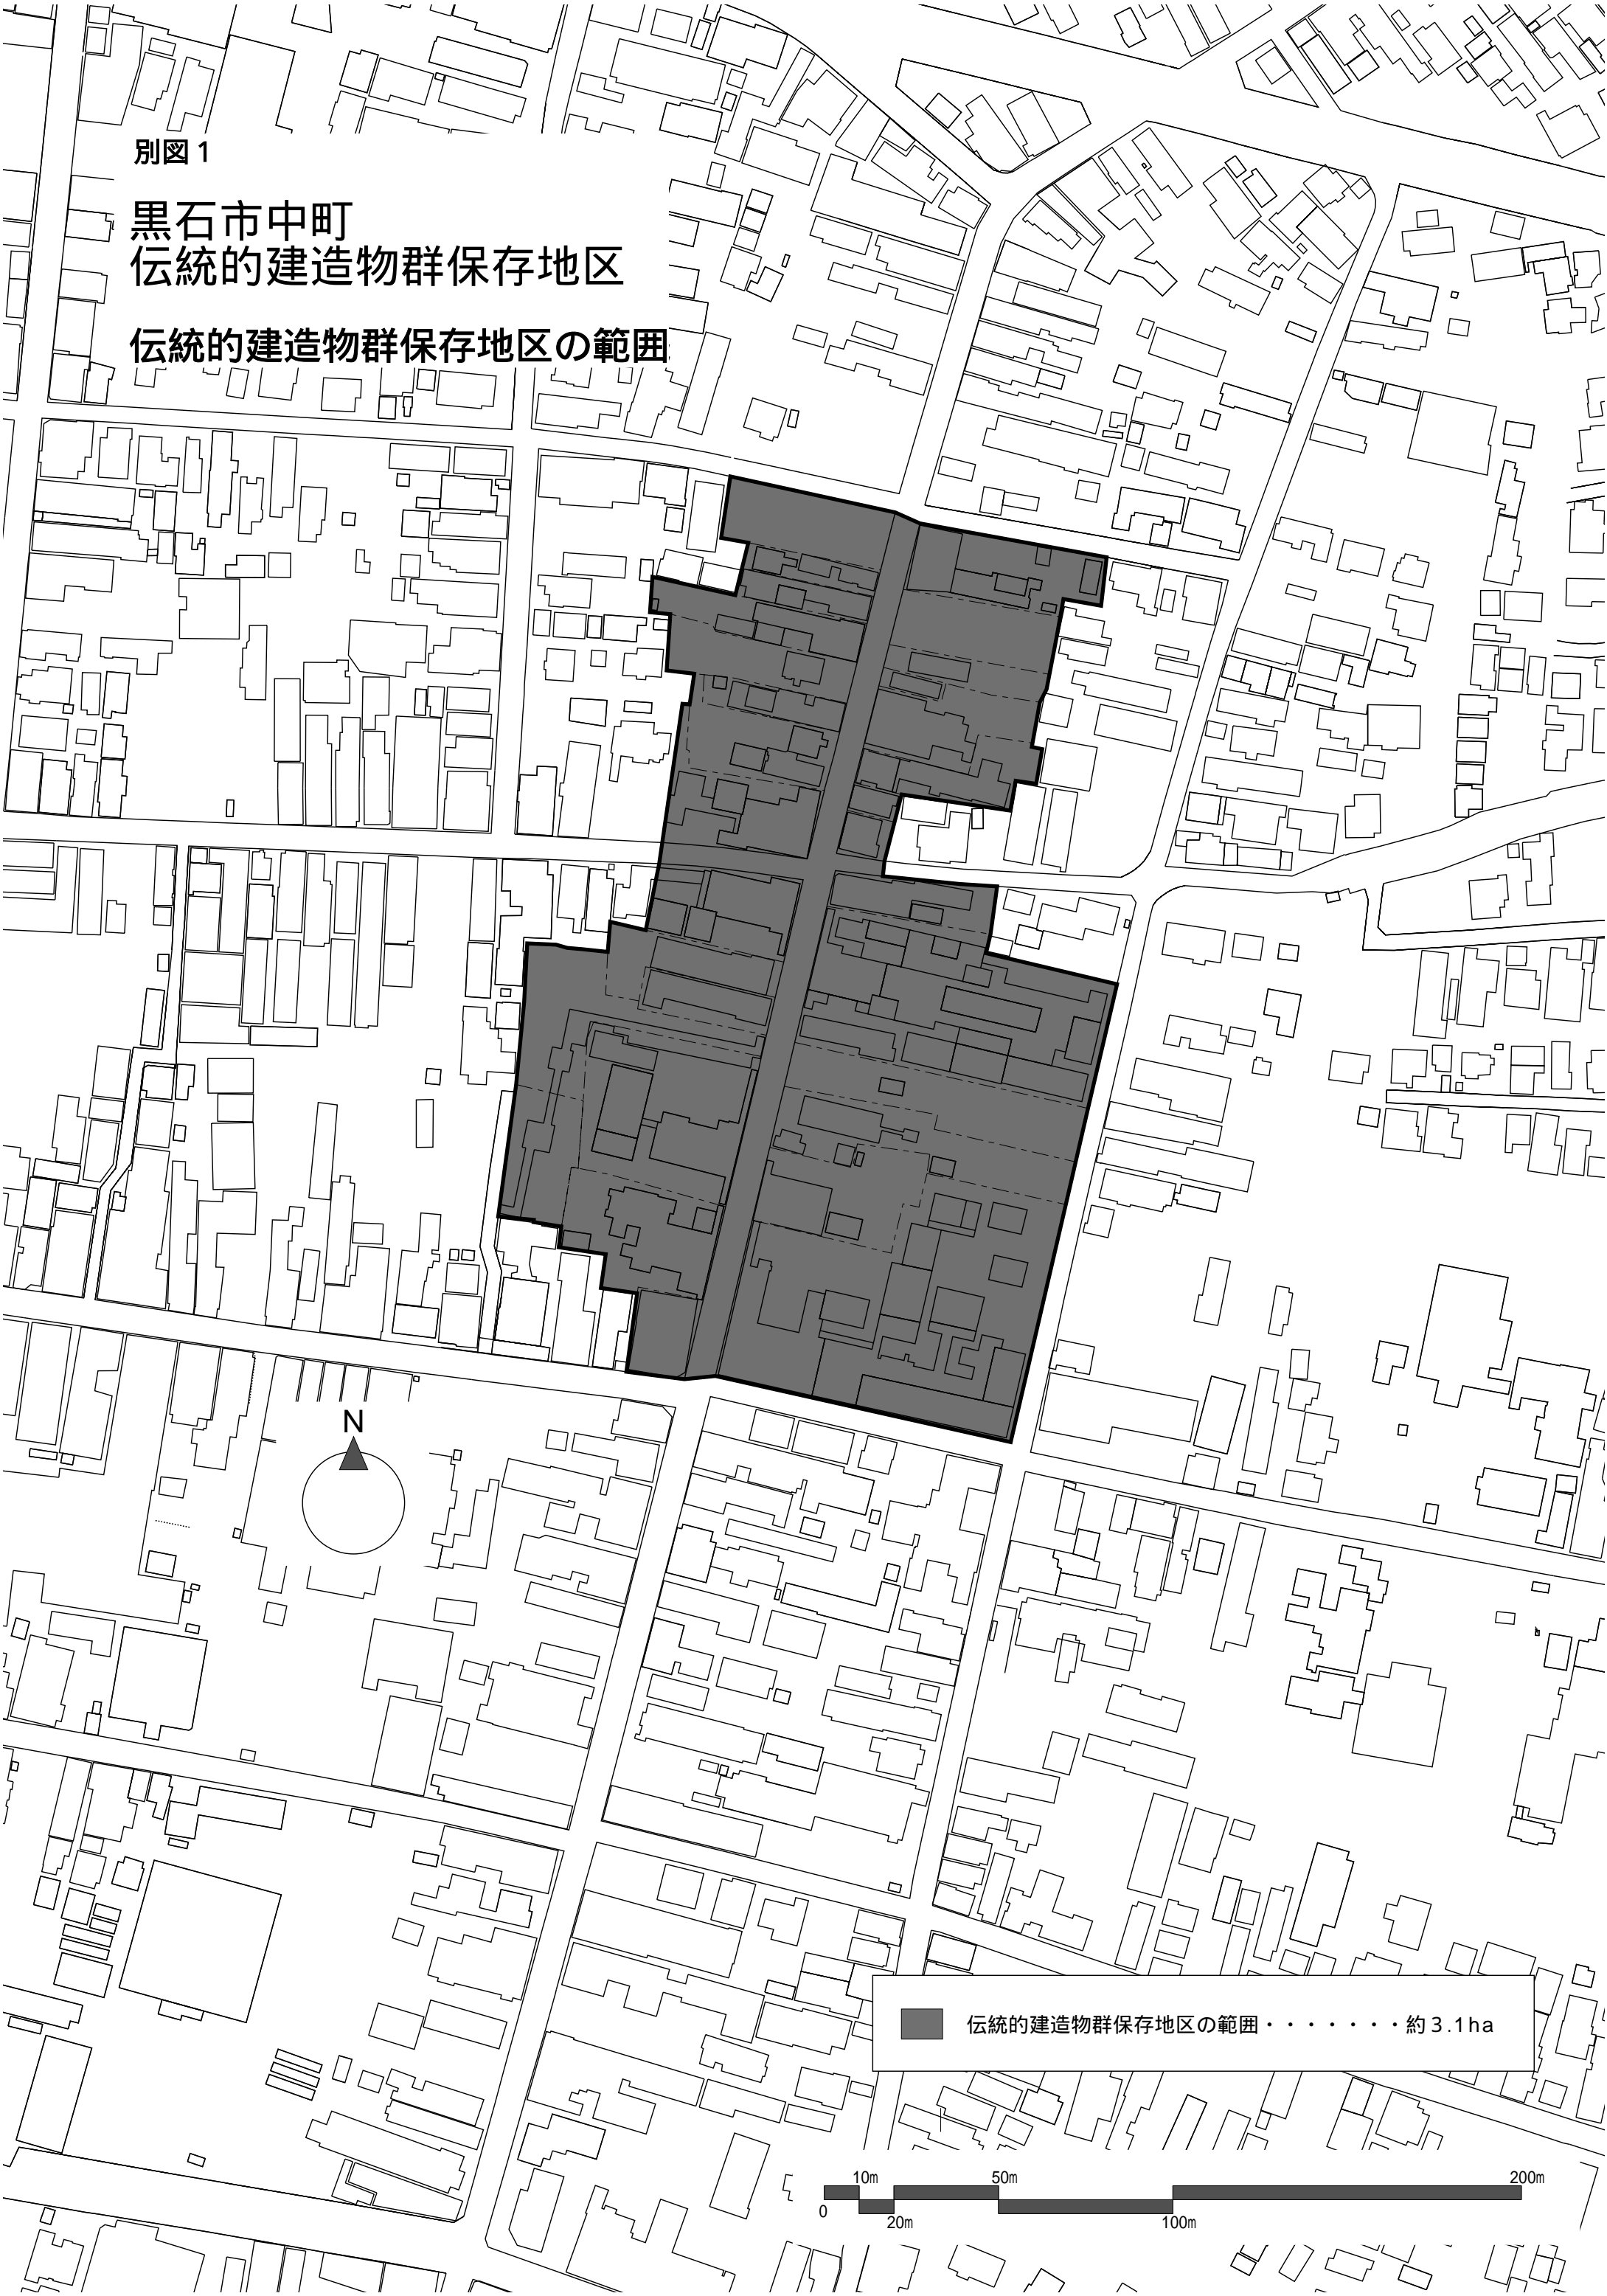 別図1
黒石市中町
伝統的建造物群保存地区
伝統的建造物群保存地区の範囲
N
伝統的建造物群保存地区の範囲・・・・・・・約3.1ha
10m 50m 200m
0 20m 100m